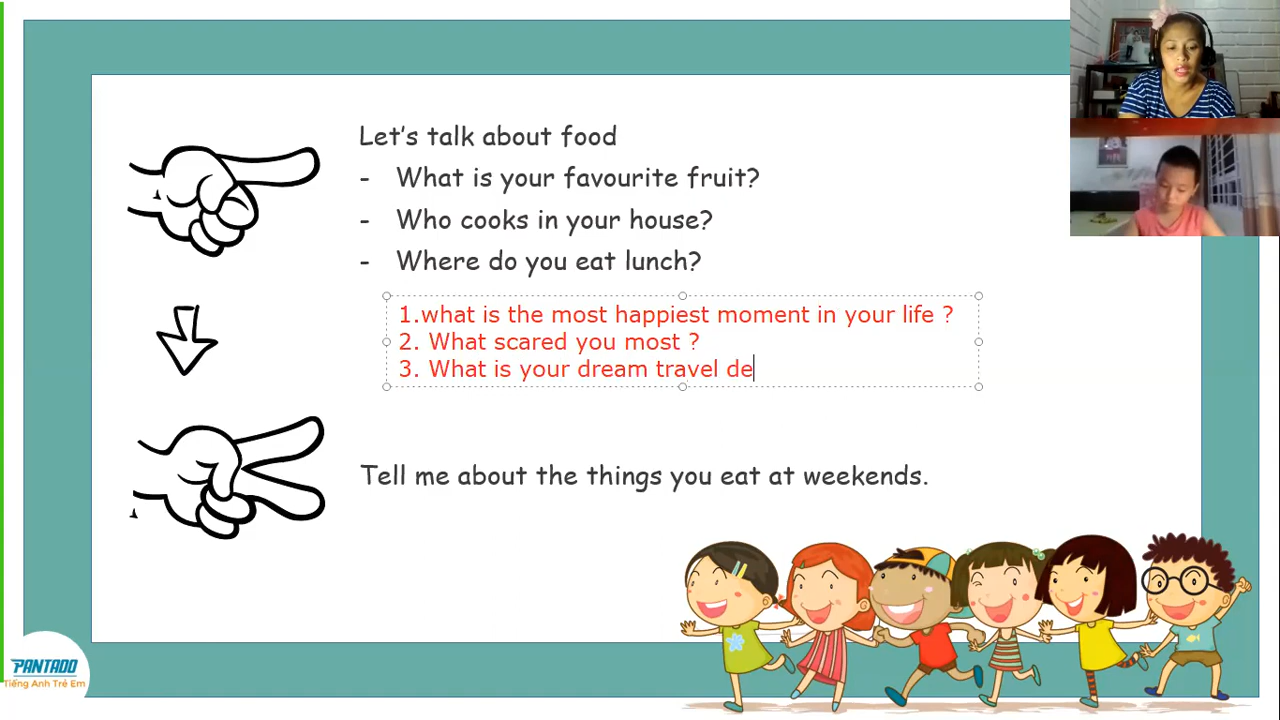 Let's talk about food
- What is your favourite fruit?
- Who cooks in your house?
- Where do you eat lunch?
1.what is the most happiest moment in your life ?
2. What scared you most ?
3. What is your dream travel de
Tell me about the things you eat at weekends.
PANTADO
Tiếng Anh Trẻ Em